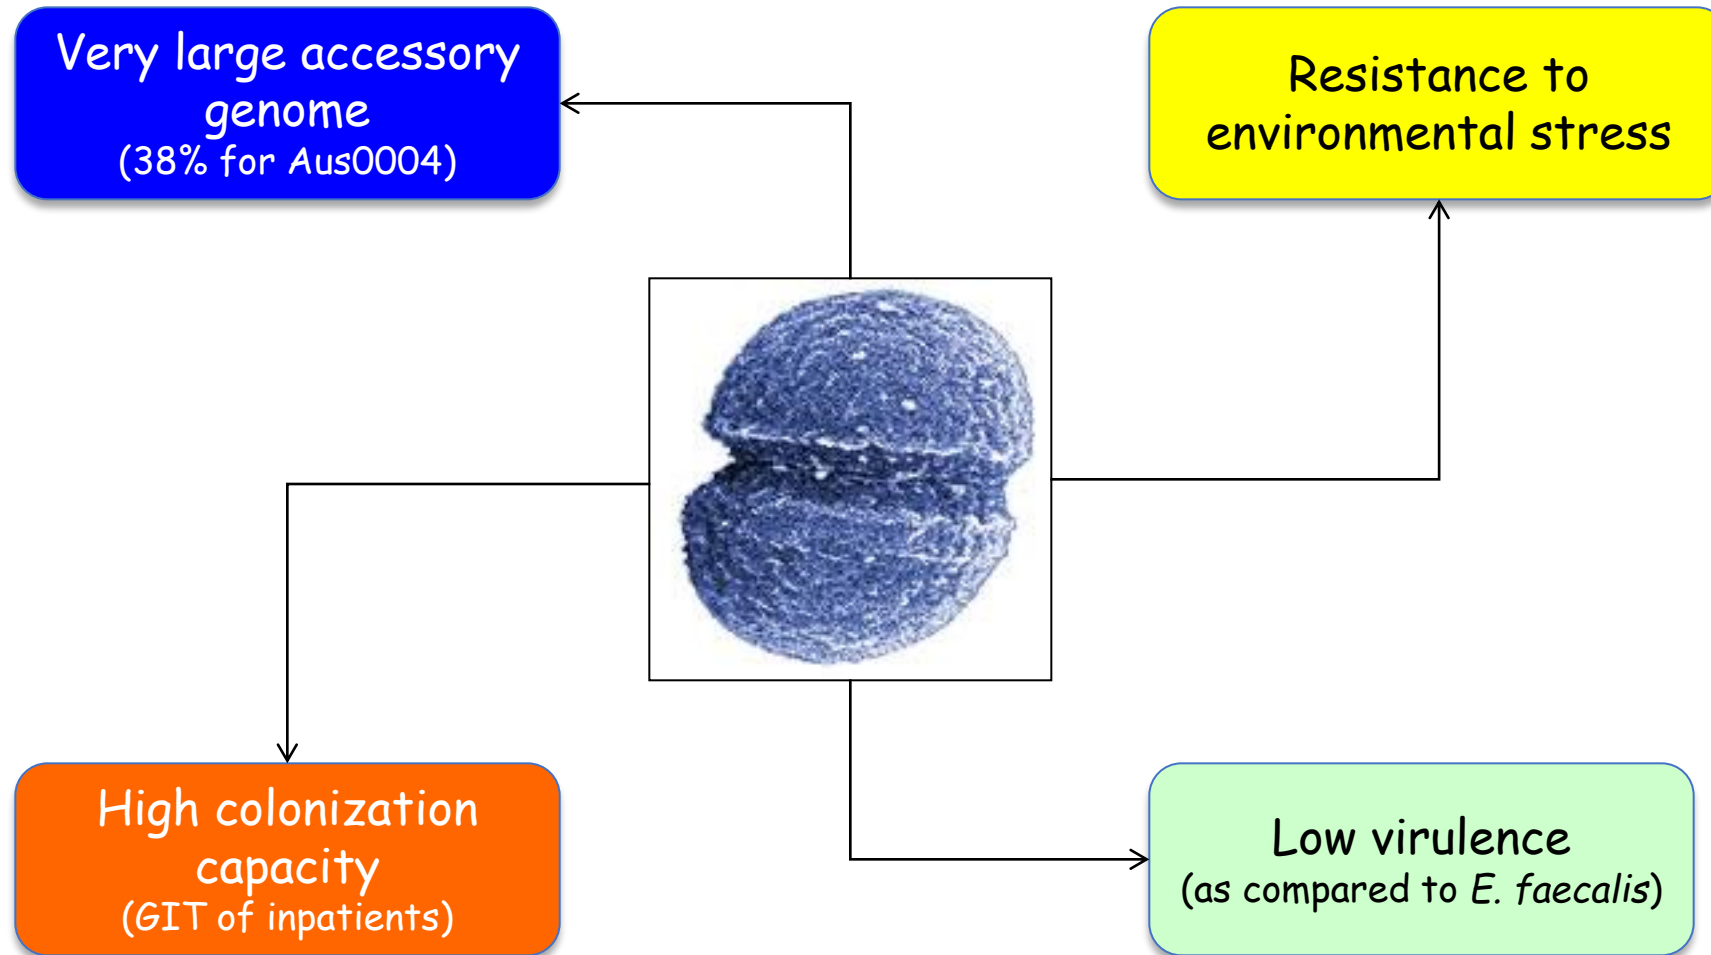 Very large accessory
genome
(38% for Aus0004)
Resistance to
environmental stress
High colonization
capacity
(GIT of inpatients)
Low virulence
(as compared to E. faecalis)